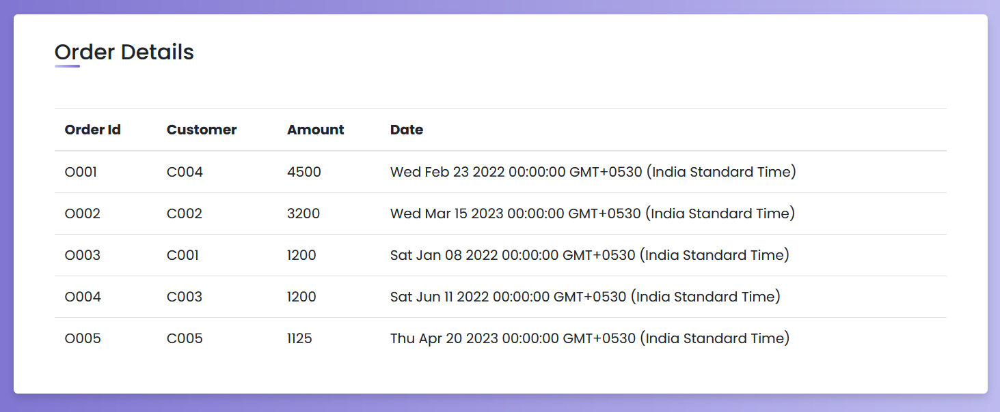 Order Details
Order Id Customer Amount Date
O001 C004 4500 Wed Feb 23 2022 00:00:00 GMT+0530 (India Standard Time)
O002 C002 3200 Wed Mar 15 2023 00:00:00 GMT+0530 (India Standard Time)
O003 C001 1200 Sat Jan 08 2022 00:00:00 GMT+0530 (India Standard Time)
O004 C003 1200 Sat Jun 11 2022 00:00:00 GMT+0530 (India Standard Time)
O005 C005 1125 Thu Apr 20 2023 00:00:00 GMT+0530 (India Standard Time)